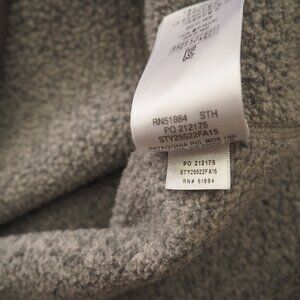 RN51884 STH
PO 212175
STY25522FA15
PATAGONIA PO. BOX 150
PO 212175
STY25522FA15
RN# 51884